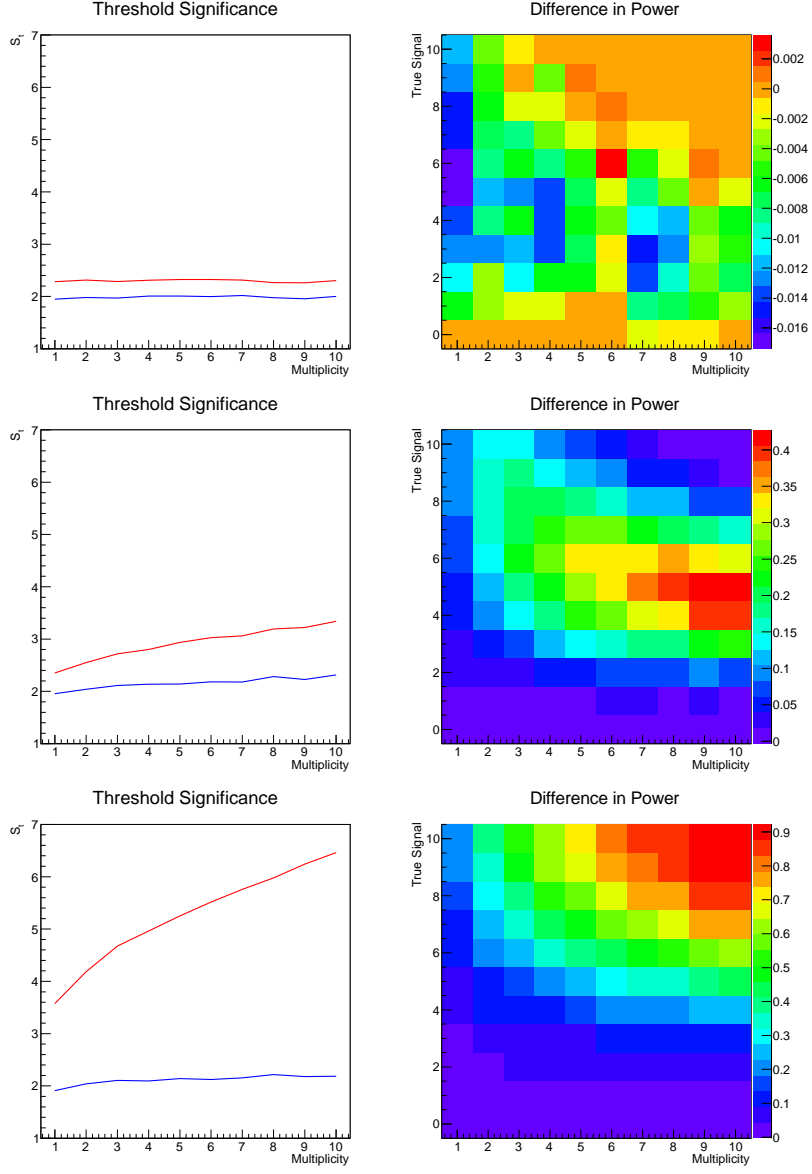 Threshold Significance
S_t
7
6
5
4
3
2
1
1 2 3 4 5 6 7 8 9 10
Multiplicity
Difference in Power
True Signal
10
8
6
4
2
0
1 2 3 4 5 6 7 8 9 10
Multiplicity
0.002
0
-0.002
-0.004
-0.006
-0.008
-0.01
-0.012
-0.014
-0.016
Threshold Significance
S_t
7
6
5
4
3
2
1
1 2 3 4 5 6 7 8 9 10
Multiplicity
Difference in Power
True Signal
10
8
6
4
2
0
1 2 3 4 5 6 7 8 9 10
Multiplicity
0.4
0.35
0.3
0.25
0.2
0.15
0.1
0.05
0
Threshold Significance
S_t
7
6
5
4
3
2
1
1 2 3 4 5 6 7 8 9 10
Multiplicity
Difference in Power
True Signal
10
8
6
4
2
0
1 2 3 4 5 6 7 8 9 10
Multiplicity
0.9
0.8
0.7
0.6
0.5
0.4
0.3
0.2
0.1
0